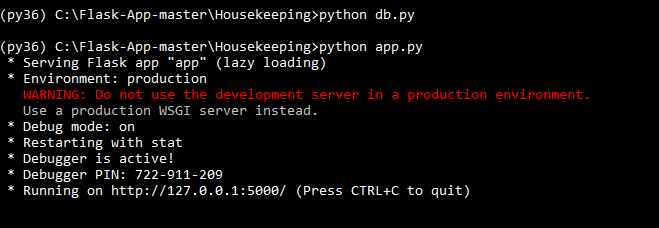 (py36) C:\Flask-App-master\Housekeeping>python db.py
(py36) C:\Flask-App-master\Housekeeping>python app.py
 * Serving Flask app "app" (lazy loading)
 * Environment: production
   WARNING: Do not use the development server in a production environment.
   Use a production WSGI server instead.
 * Debug mode: on
 * Restarting with stat
 * Debugger is active!
 * Debugger PIN: 722-911-209
 * Running on http://127.0.0.1:5000/ (Press CTRL+C to quit)